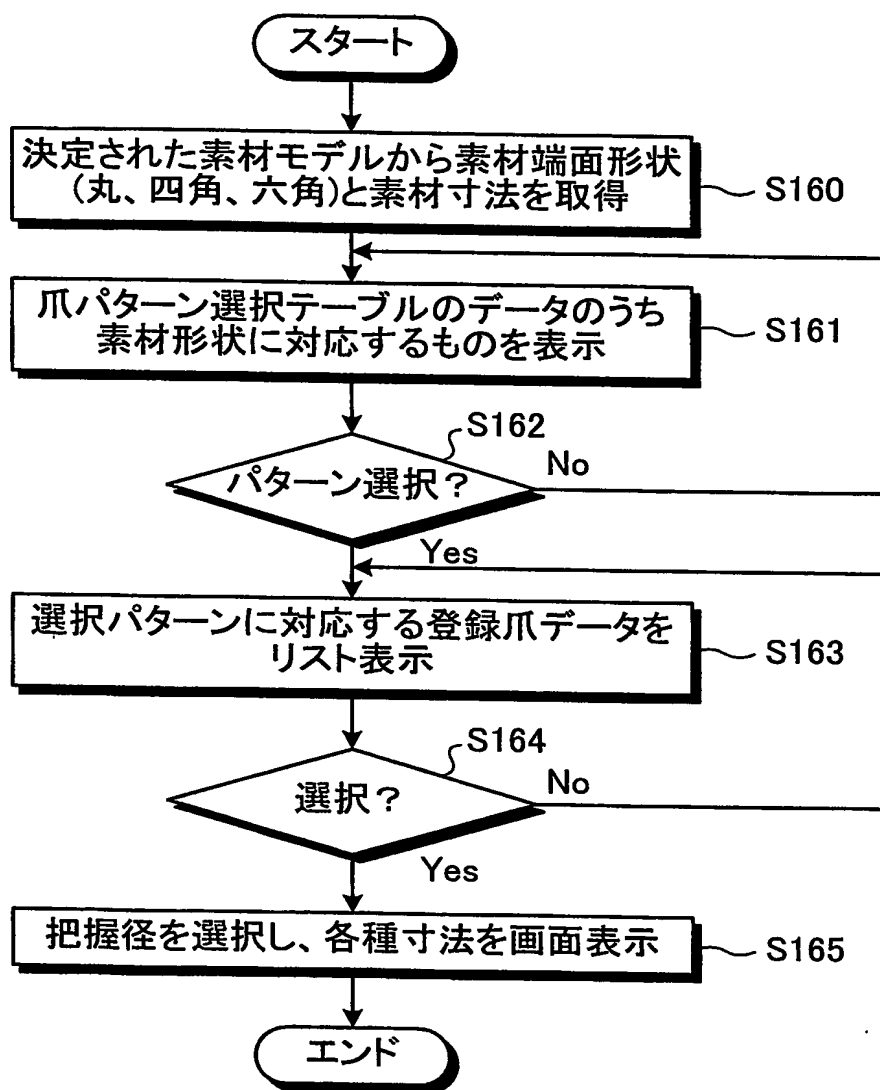 スタート
決定された素材モデルから素材端面形状
(丸、四角、六角)と素材寸法を取得
S160
爪パターン選択テーブルのデータのうち
素材形状に対応するものを表示
S161
S162
パターン選択？
No
Yes
選択パターンに対応する登録爪データを
リスト表示
S163
S164
選択？
No
Yes
把握径を選択し、各種寸法を画面表示
S165
エンド